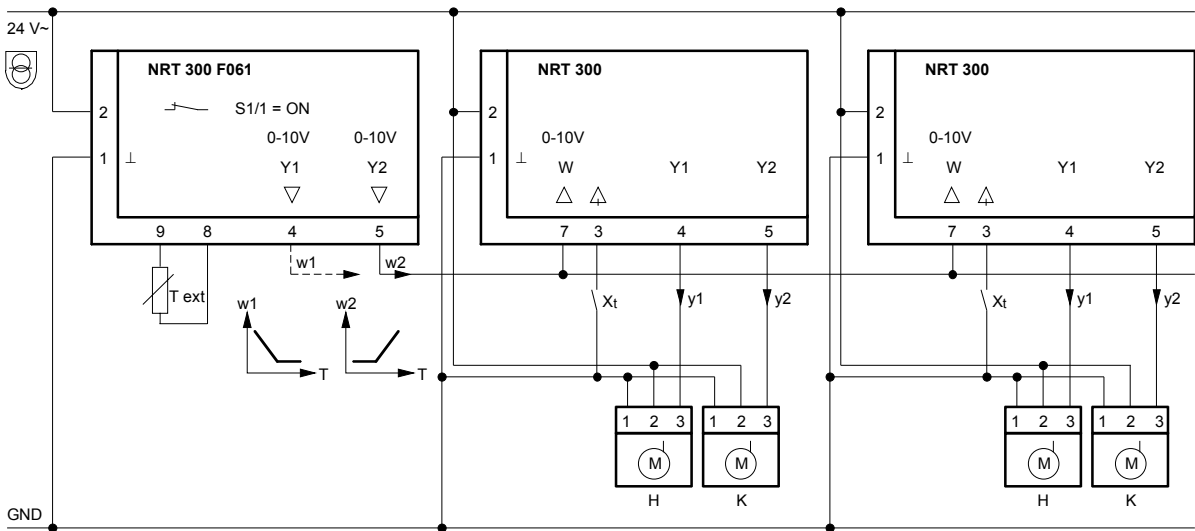 24 V~
NRT 300 F061
NRT 300
NRT 300
2
S1/1 = ON
2
2
0-10V
0-10V
0-10V
0-10V
1
⊥
Y1
Y2
1
⊥
W
Y1
Y2
1
⊥
W
Y1
Y2
9
8
4
5
7
3
4
5
7
3
4
5
w1
w2
T ext
w1
w2
Xt
y1
y2
Xt
y1
y2
T
T
1 2 3
1 2 3
1 2 3
1 2 3
M
M
M
M
H
K
H
K
GND